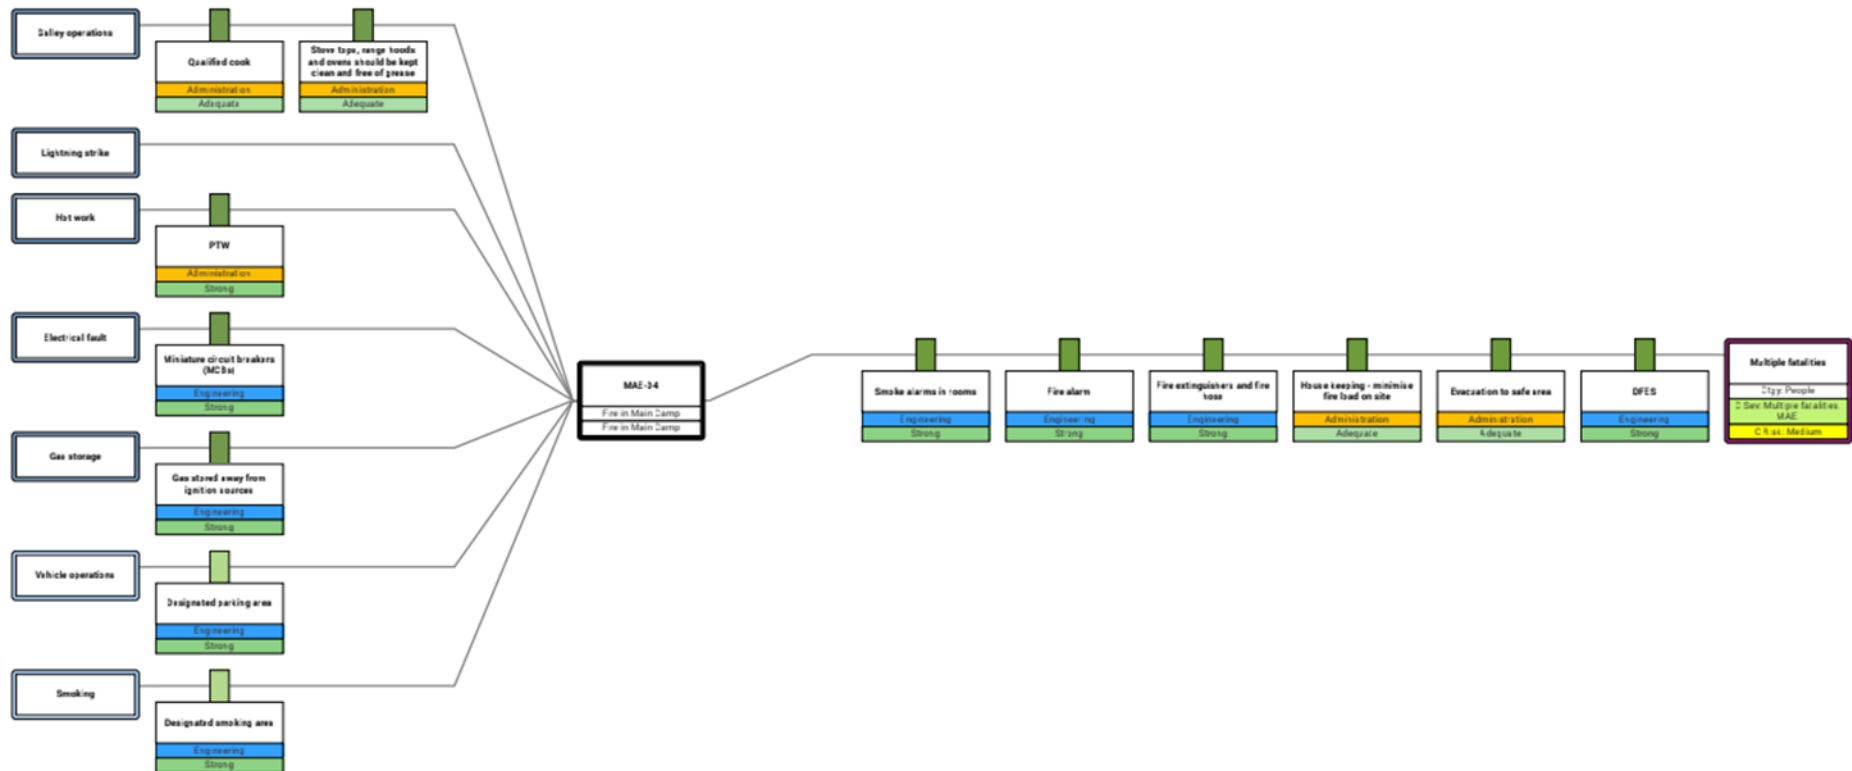 Galley operations
Qualified cook
Administration
Adequate
Stove tops, range hoods
and ovens should be kept
clean and free of grease
Administration
Adequate
Lightning strike
Hot work
PTW
Administration
Strong
Electrical fault
Miniature circuit breakers
(MCBs)
Engineering
Strong
Gas storage
Gas stored away from
ignition sources
Engineering
Strong
Vehicle operations
Designated parking area
Engineering
Strong
Smoking
Designated smoking area
Engineering
Strong
MAE-04
Fire in Main Camp
Fire in Main Camp
Smoke alarms in rooms
Engineering
Strong
Fire alarm
Engineering
Strong
Fire extinguishers and fire
hose
Engineering
Strong
House keeping - minimise
fire load on site
Administration
Adequate
Evacuation to safe area
Administration
Adequate
DFES
Engineering
Strong
Multiple fatalities
Ctgy: People
C Sev: Multiple fatalities
MAE
C Risk: Medium